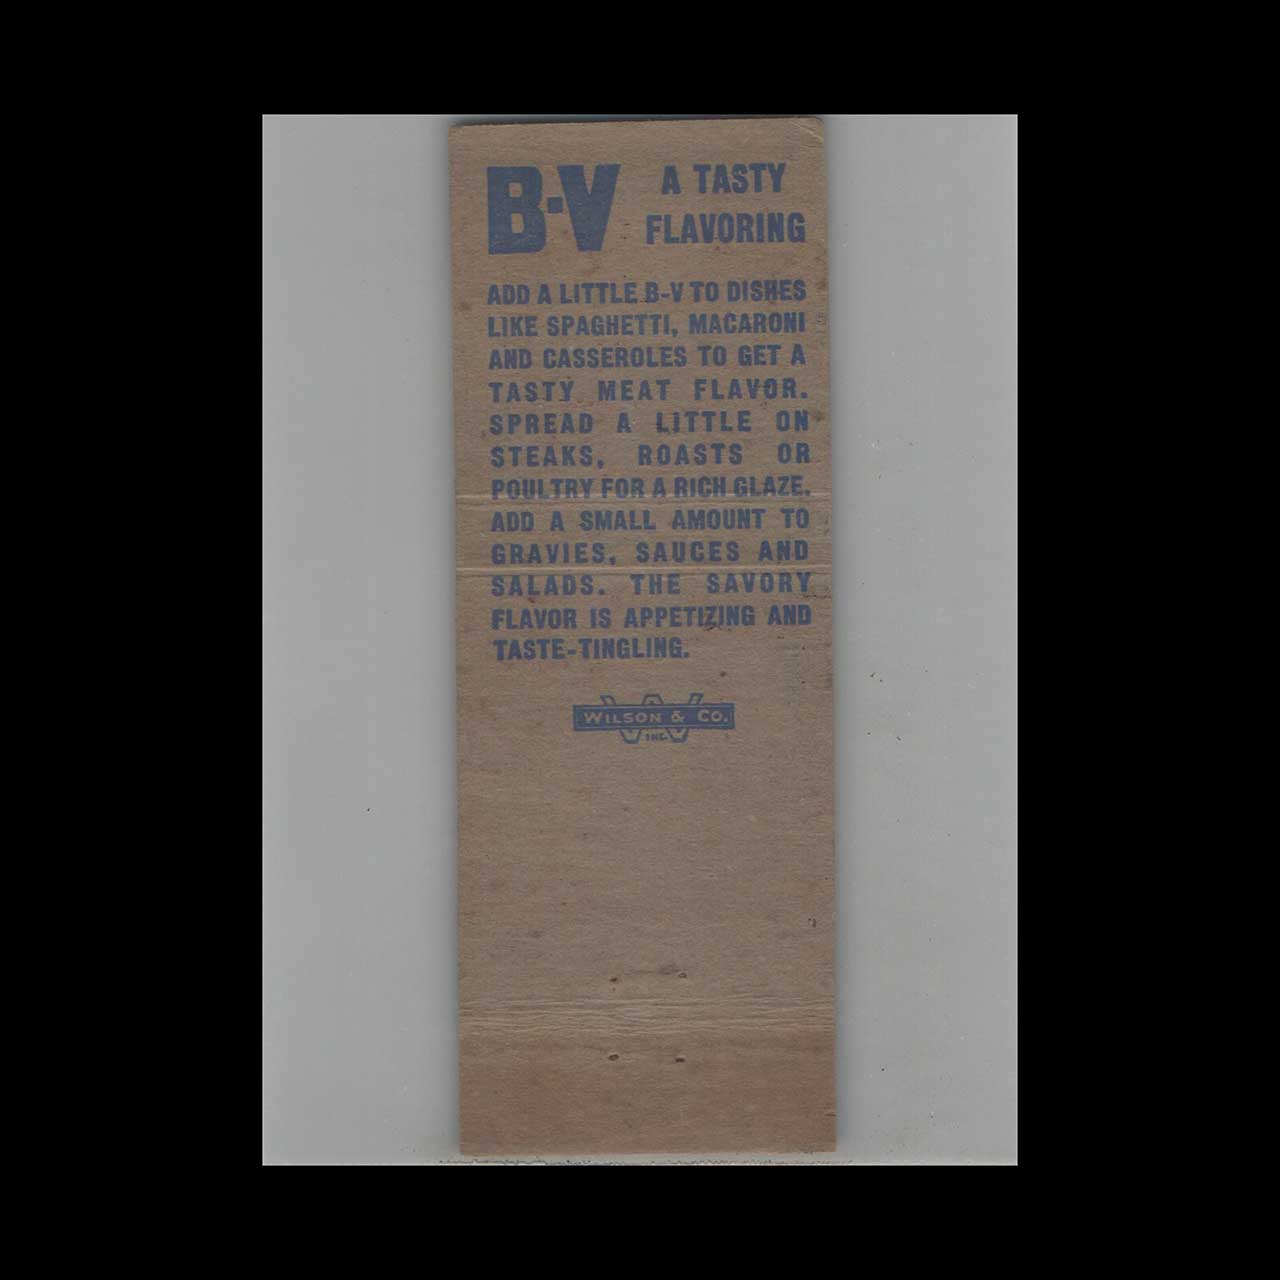 B-V A TASTY
FLAVORING
ADD A LITTLE B-V TO DISHES
LIKE SPAGHETTI, MACARONI
AND CASSEROLES TO GET A
TASTY MEAT FLAVOR.
SPREAD A LITTLE ON
STEAKS, ROASTS OR
POULTRY FOR A RICH GLAZE.
ADD A SMALL AMOUNT TO
GRAVIES, SAUCES AND
SALADS. THE SAVORY
FLAVOR IS APPETIZING AND
TASTE-TINGLING.
WILSON & CO.
INC.